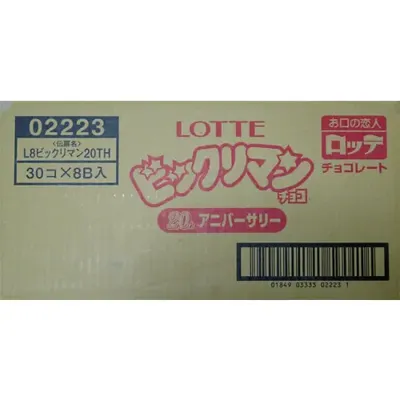 02223
〈伝票名〉
L8ビックリマン20TH
30コ×8B入
LOTTE
ビックリマン
チョコ
20th アニバーサリー
お口の恋人
ロッテ
チョコレート
01849 03333 02223 1